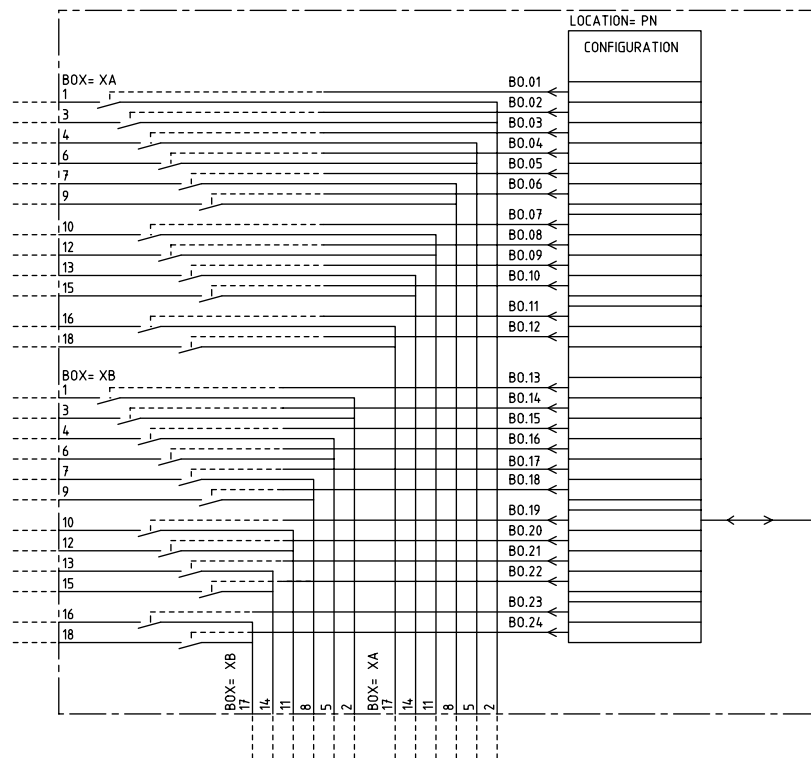 LOCATION= PN
CONFIGURATION
BOX= XA
1 BO.01
3 BO.02
4 BO.03
6 BO.04
7 BO.05
9 BO.06
10 BO.07
12 BO.08
13 BO.09
15 BO.10
16 BO.11
18 BO.12
BOX= XB
1 BO.13
3 BO.14
4 BO.15
6 BO.16
7 BO.17
9 BO.18
10 BO.19
12 BO.20
13 BO.21
15 BO.22
16 BO.23
18 BO.24
BOX= XB
17
14
11
8
5
2
BOX= XA
17
14
11
8
5
2